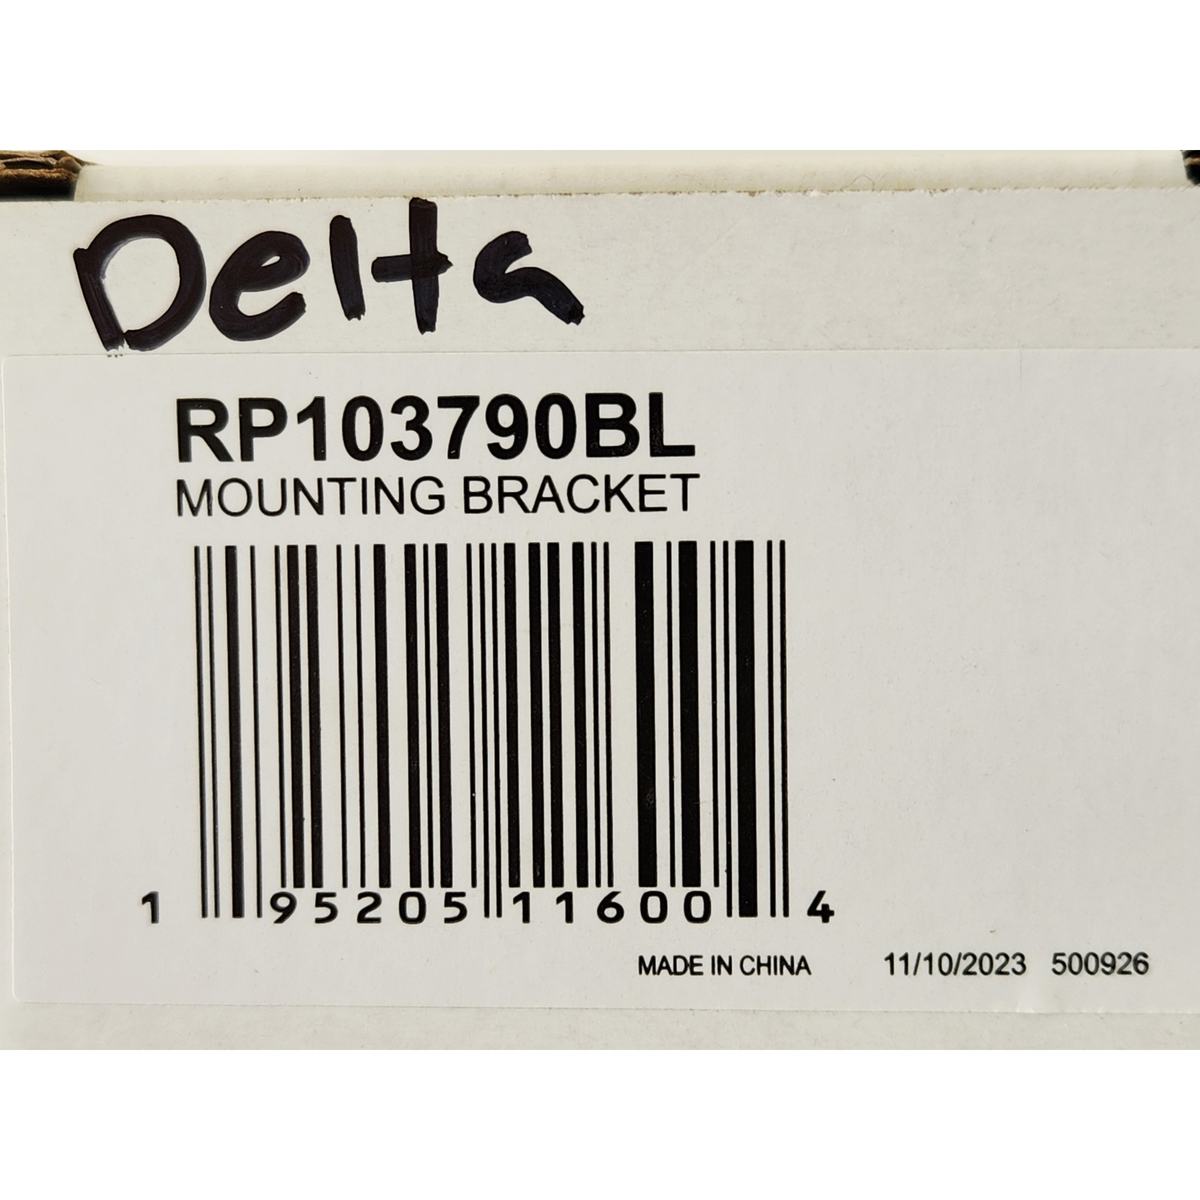 Delta
RP103790BL
MOUNTING BRACKET
1 95205 11600 4
MADE IN CHINA 11/10/2023 500926